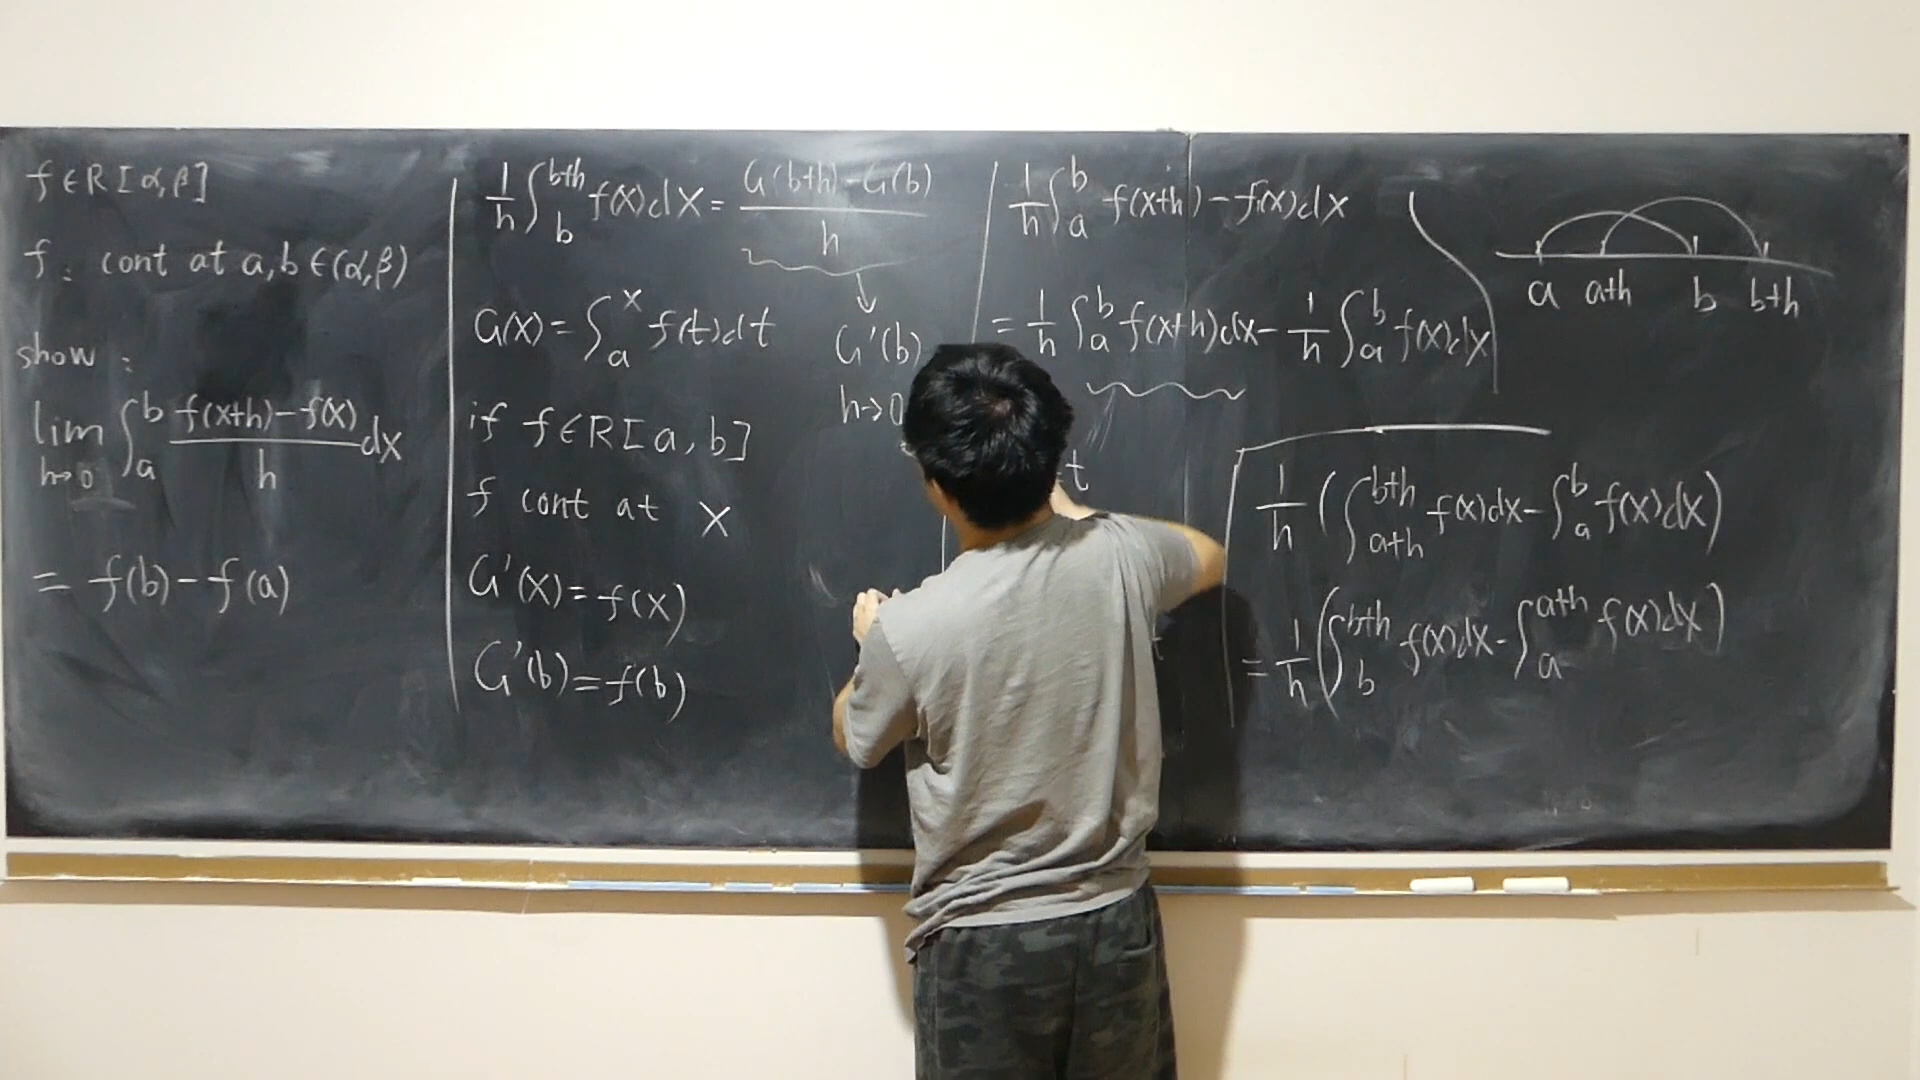 f ∈ R [α, β]
f : cont at a, b ∈ (α, β)
show :
lim h→0 ∫_a^b (f(x+h) − f(x))/h dx
= f(b) − f(a)
1/h ∫_b^{b+h} f(x)dx = (G(b+h) − G(b))/h
↓
G(x) = ∫_a^x f(t)dt
G'(b)
h→0
if f ∈ R [a, b]
f cont at x
G'(x) = f(x)
G'(b) = f(b)
1/h ∫_a^b f(x+h) − f(x)dx
= 1/h ∫_a^b f(x+h)dx − 1/h ∫_a^b f(x)dx
t
a a+h b b+h
1/h ( ∫_{a+h}^{b+h} f(x)dx − ∫_a^b f(x)dx )
= 1/h ( ∫_b^{b+h} f(x)dx − ∫_a^{a+h} f(x)dx )